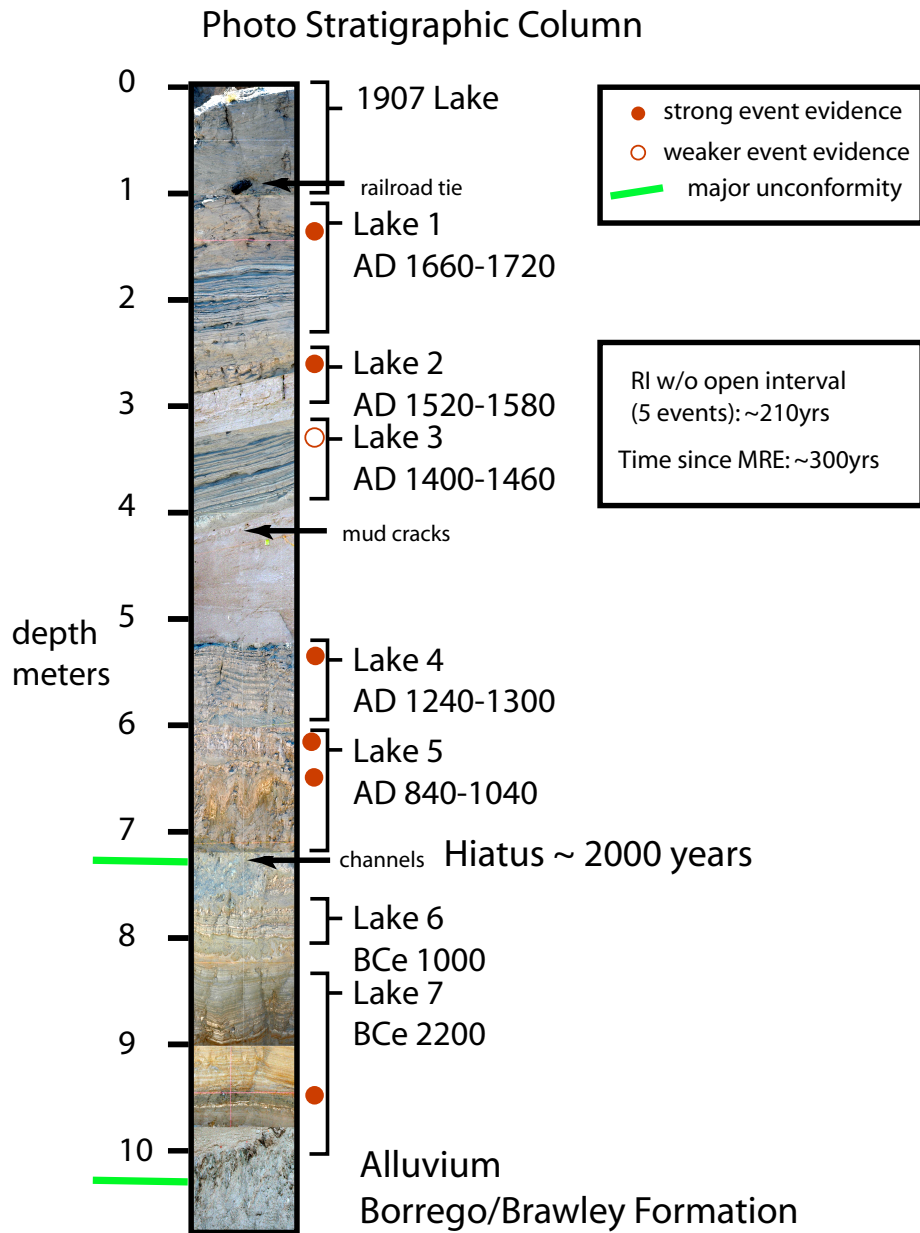 Photo Stratigraphic Column
0
1907 Lake
railroad tie
1
Lake 1
AD 1660-1720
2
Lake 2
AD 1520-1580
3
Lake 3
AD 1400-1460
4
mud cracks
5
depth
meters
Lake 4
AD 1240-1300
6
Lake 5
AD 840-1040
7
channels Hiatus ~ 2000 years
Lake 6
8
BCe 1000
Lake 7
BCe 2200
9
10
Alluvium
Borrego/Brawley Formation
strong event evidence
weaker event evidence
major unconformity
RI w/o open interval
(5 events): ~210yrs
Time since MRE: ~300yrs